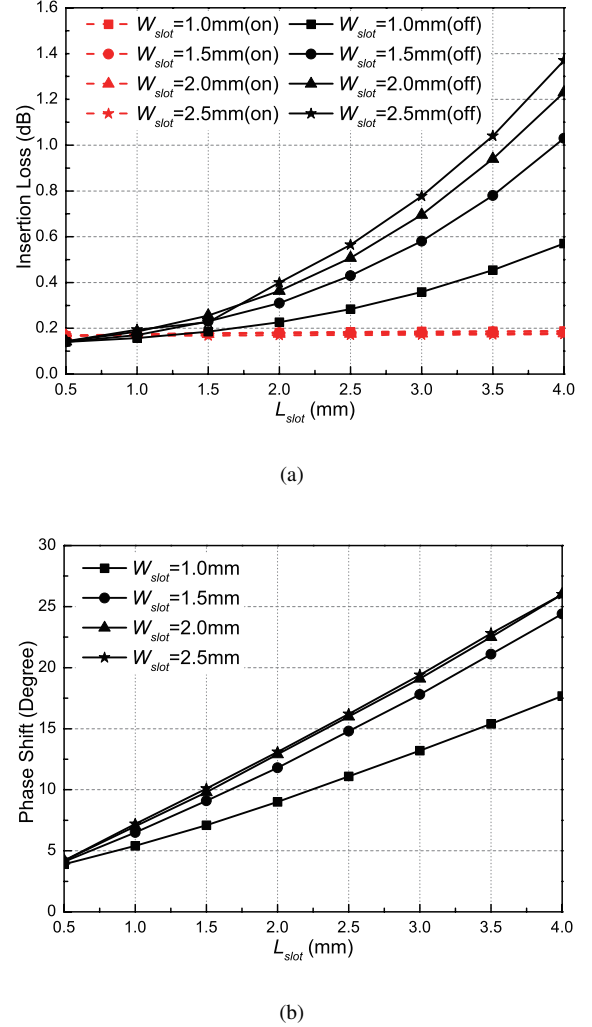 1.6
1.4
1.2
1.0
0.8
0.6
0.4
0.2
0.0
Insertion Loss (dB)
W_slot=1.0mm(on)
W_slot=1.5mm(on)
W_slot=2.0mm(on)
W_slot=2.5mm(on)
W_slot=1.0mm(off)
W_slot=1.5mm(off)
W_slot=2.0mm(off)
W_slot=2.5mm(off)
0.5 1.0 1.5 2.0 2.5 3.0 3.5 4.0
L_slot (mm)
(a)
30
25
20
15
10
5
0
Phase Shift (Degree)
W_slot=1.0mm
W_slot=1.5mm
W_slot=2.0mm
W_slot=2.5mm
0.5 1.0 1.5 2.0 2.5 3.0 3.5 4.0
L_slot (mm)
(b)